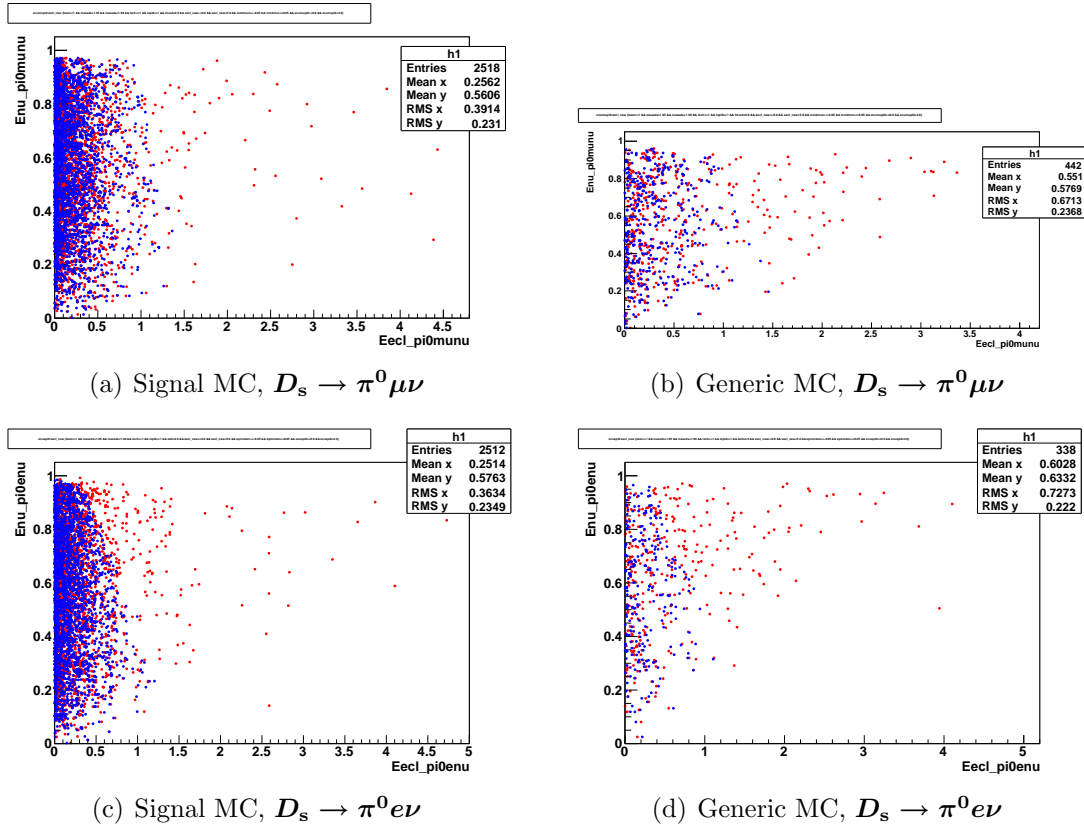 h1
Entries 2518
Mean x 0.2562
Mean y 0.5606
RMS x 0.3914
RMS y 0.231
Enu_pi0munu
1
0.8
0.6
0.4
0.2
0
0 0.5 1 1.5 2 2.5 3 3.5 4 4.5
Eecl_pi0munu
(a) Signal MC, Ds → π0μν
h1
Entries 442
Mean x 0.551
Mean y 0.5769
RMS x 0.6713
RMS y 0.2368
Enu_pi0munu
1
0.8
0.6
0.4
0.2
0
0 0.5 1 1.5 2 2.5 3 3.5 4
Eecl_pi0munu
(b) Generic MC, Ds → π0μν
h1
Entries 2512
Mean x 0.2514
Mean y 0.5763
RMS x 0.3634
RMS y 0.2349
Enu_pi0enu
1
0.8
0.6
0.4
0.2
0
0 0.5 1 1.5 2 2.5 3 3.5 4 4.5 5
Eecl_pi0enu
(c) Signal MC, Ds → π0eν
h1
Entries 338
Mean x 0.6028
Mean y 0.6332
RMS x 0.7273
RMS y 0.222
Enu_pi0enu
1
0.8
0.6
0.4
0.2
0
0 1 2 3 4 5
Eecl_pi0enu
(d) Generic MC, Ds → π0eν